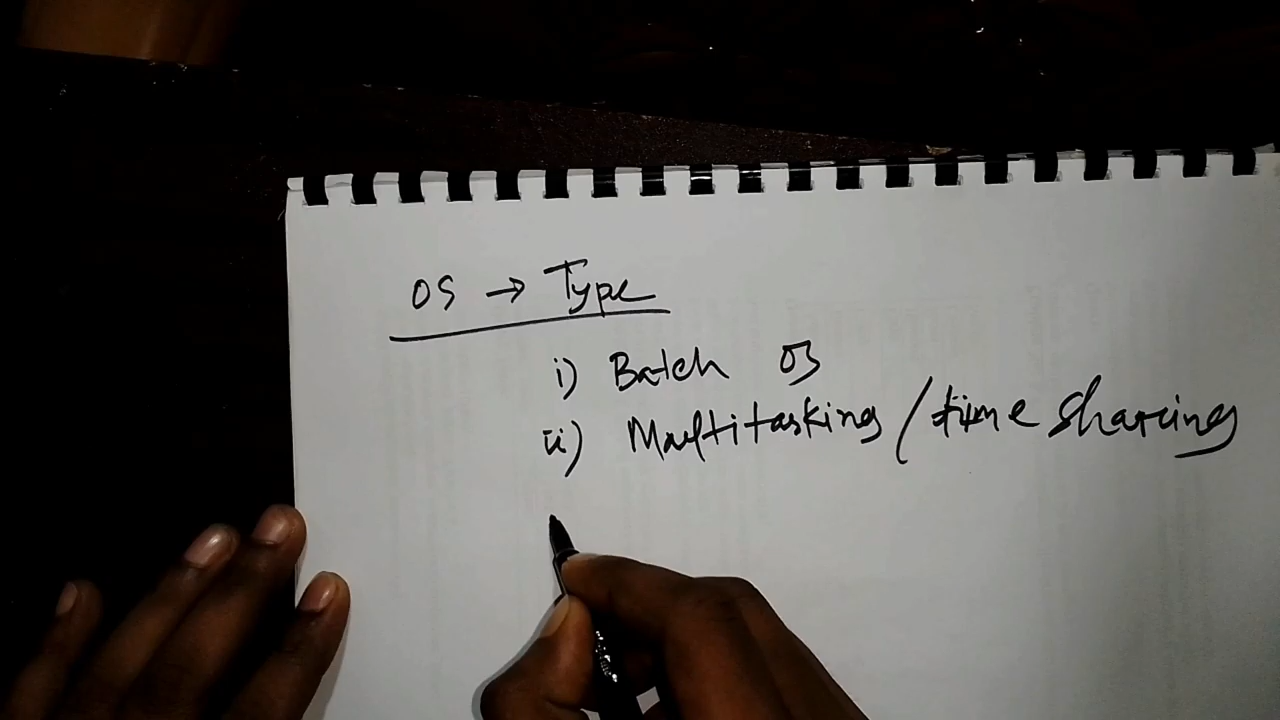 OS → Type
i) Batch OS
ii) Multitasking / time sharing